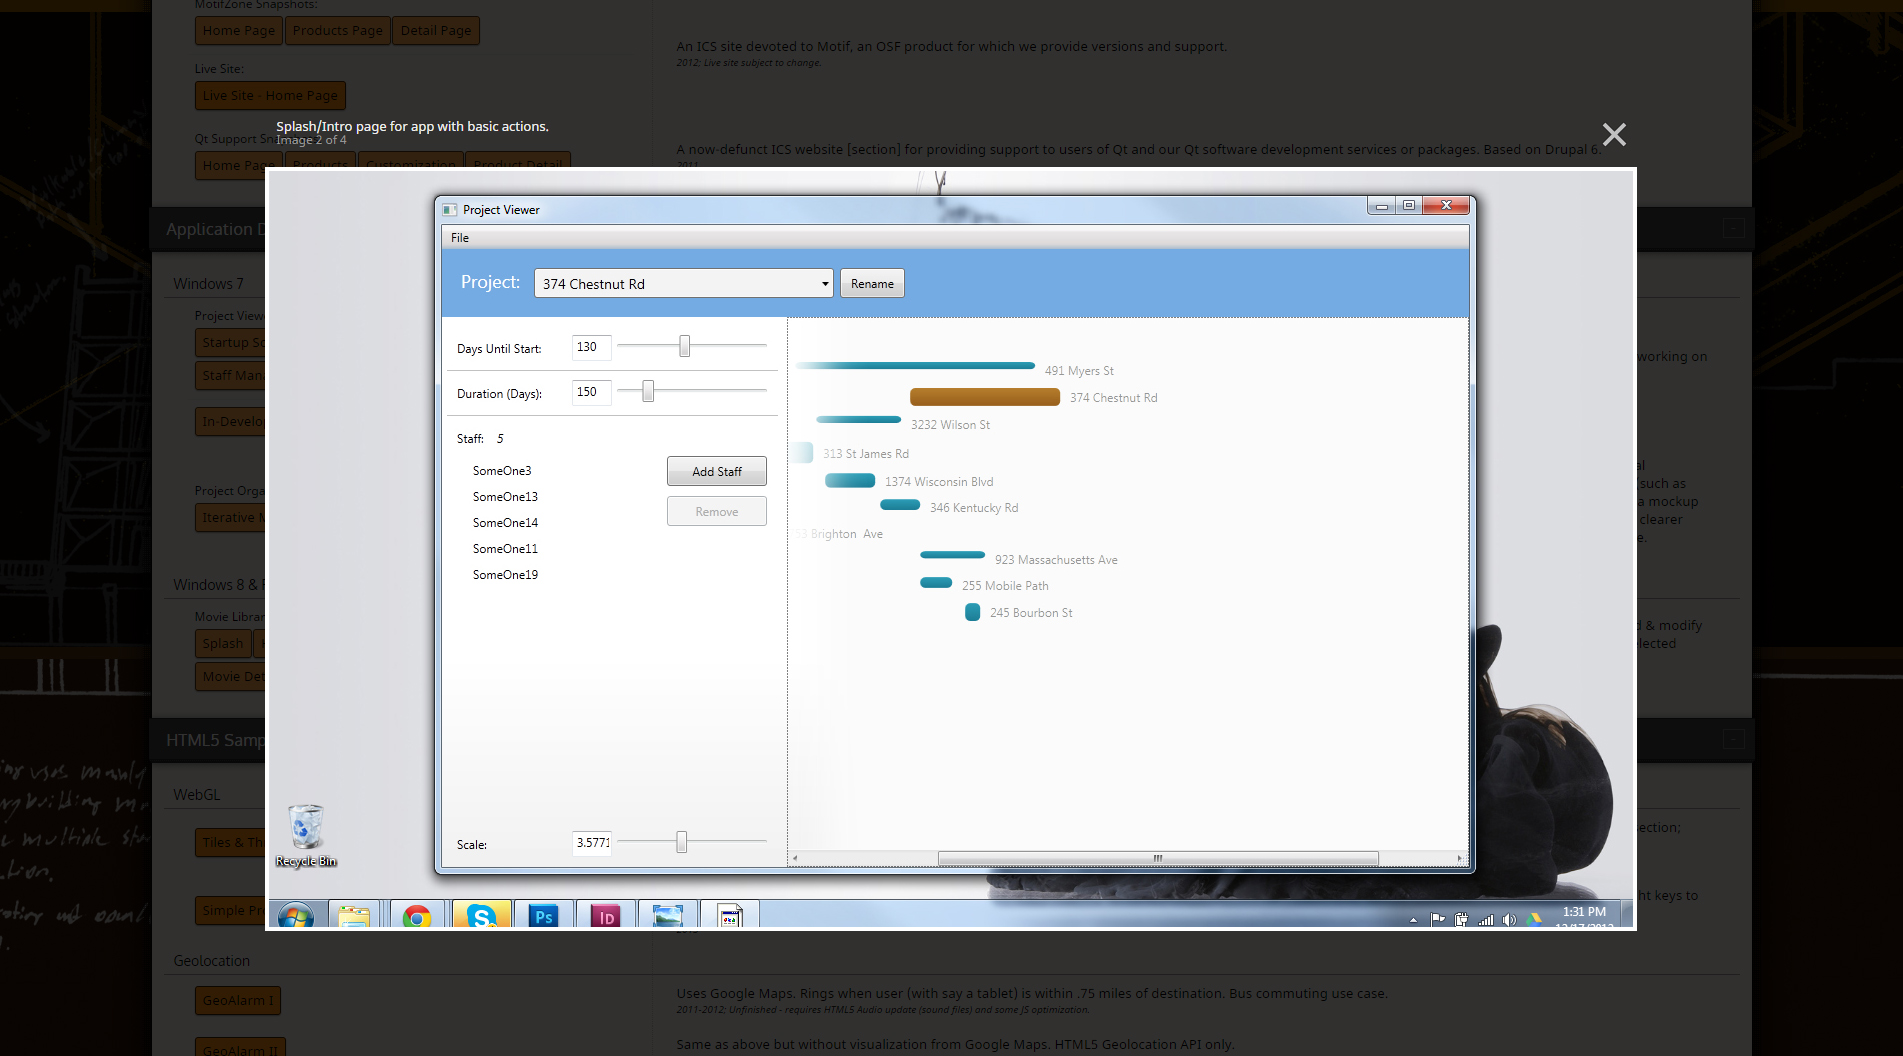 MotifZone Snapshots:
Home Page Products Page Detail Page
An ICS site devoted to Motif, an OSF product for which we provide versions and support.
2012: Live site subject to change.
Live Site:
Live Site - Home Page
Splash/Intro page for app with basic actions.
Image 2 of 4
Qt Support
Home Page Products Customization Product Detail
A now-defunct ICS website [section] for providing support to users of Qt and our Qt software development services or packages. Based on Drupal 6.
2011
Project Viewer
File
Project: 374 Chestnut Rd Rename
Days Until Start: 130
Duration (Days): 150
Staff: 5
SomeOne3
SomeOne13
SomeOne14
SomeOne11
SomeOne19
Add Staff
Remove
491 Myers St
374 Chestnut Rd
3232 Wilson St
313 St James Rd
1374 Wisconsin Blvd
346 Kentucky Rd
3 Brighton Ave
923 Massachusetts Ave
255 Mobile Path
245 Bourbon St
Scale: 3.5771
Recycle Bin
Ps
Id
1:31 PM
Application D
Windows 7
Project View
Startup Sc
Staff Man
In-Develo
Project Orga
Iterative M
working on
such as
a mockup
clearer
Windows 8 &
Movie Librar
Splash
Movie Det
& modify
lected
HTML5 Samp
WebGL
Tiles & Th
ection;
Simple Pre
ht keys to
Geolocation
GeoAlarm I
Uses Google Maps. Rings when user (with say a tablet) is within .75 miles of destination. Bus commuting use case.
2011-2012: Unfinished - requires HTML5 Audio update (sound files) and some JS optimization.
GeoAlarm II
Same as above but without visualization from Google Maps. HTML5 Geolocation API only.